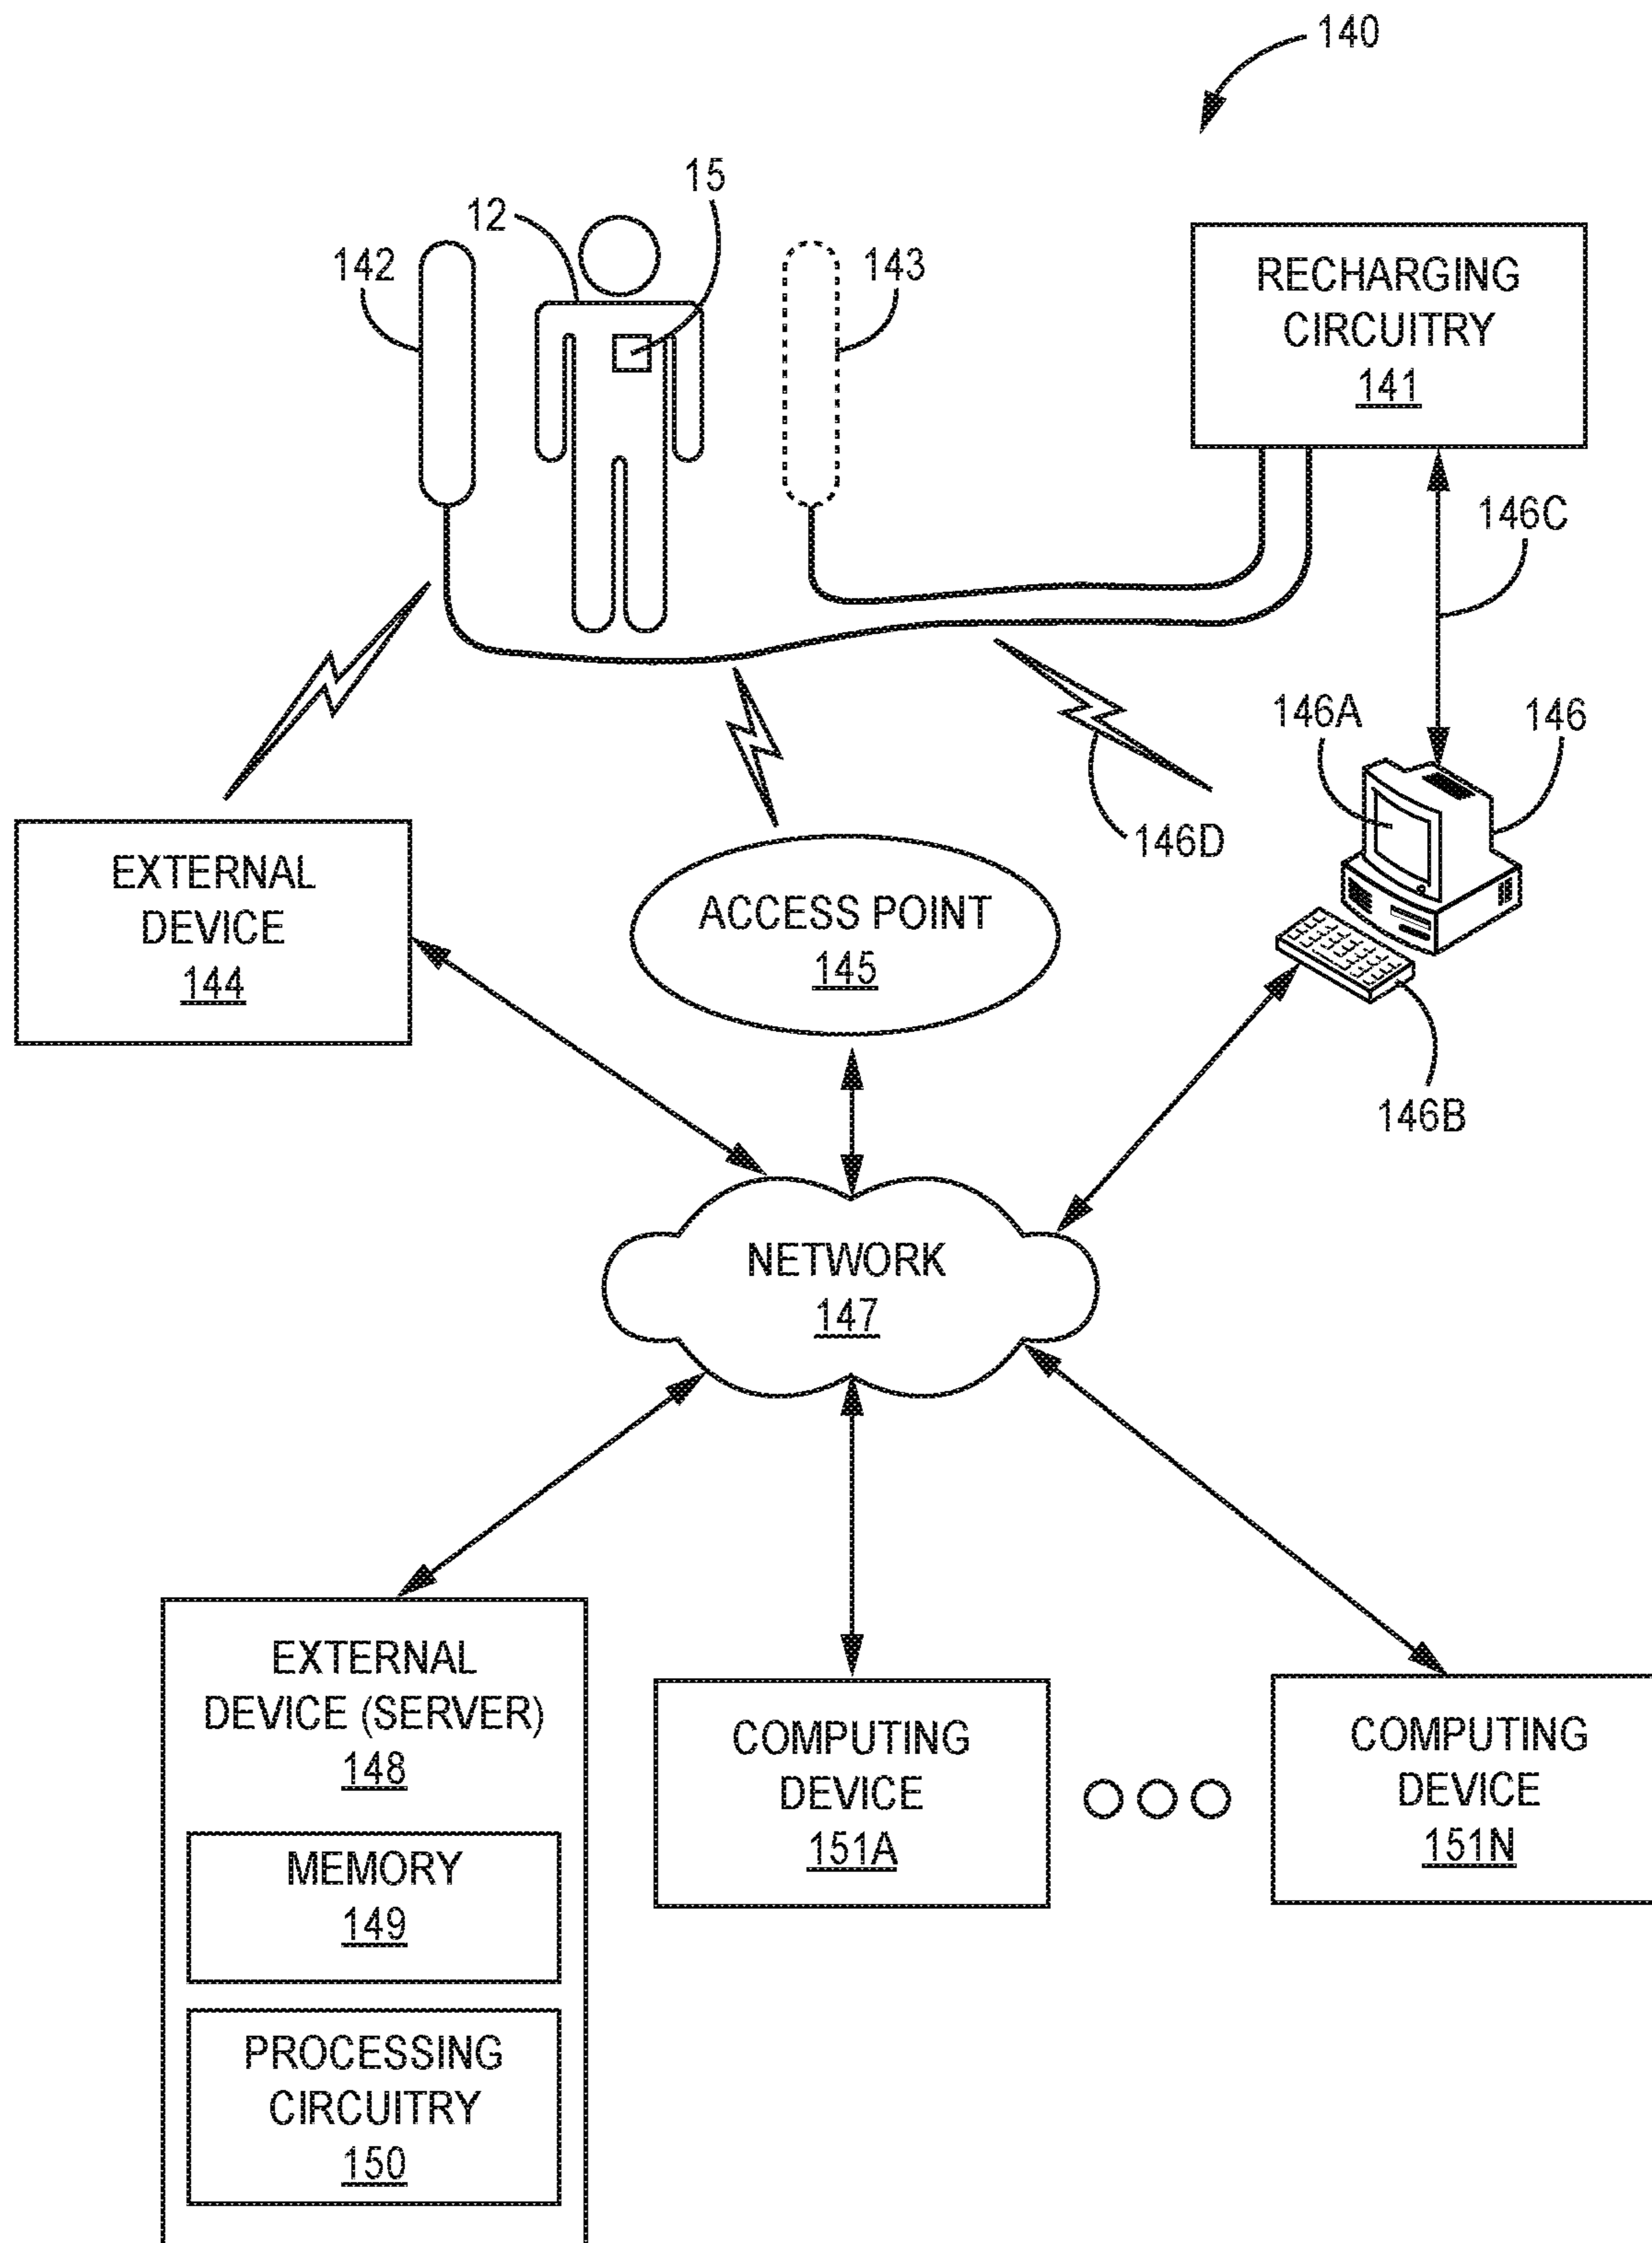 140
15
12
142
143
RECHARGING
CIRCUITRY
141
146C
146A
146
146D
EXTERNAL
DEVICE
144
ACCESS POINT
145
146B
NETWORK
147
EXTERNAL
DEVICE (SERVER)
148
MEMORY
149
PROCESSING
CIRCUITRY
150
COMPUTING
DEVICE
151A
COMPUTING
DEVICE
151N